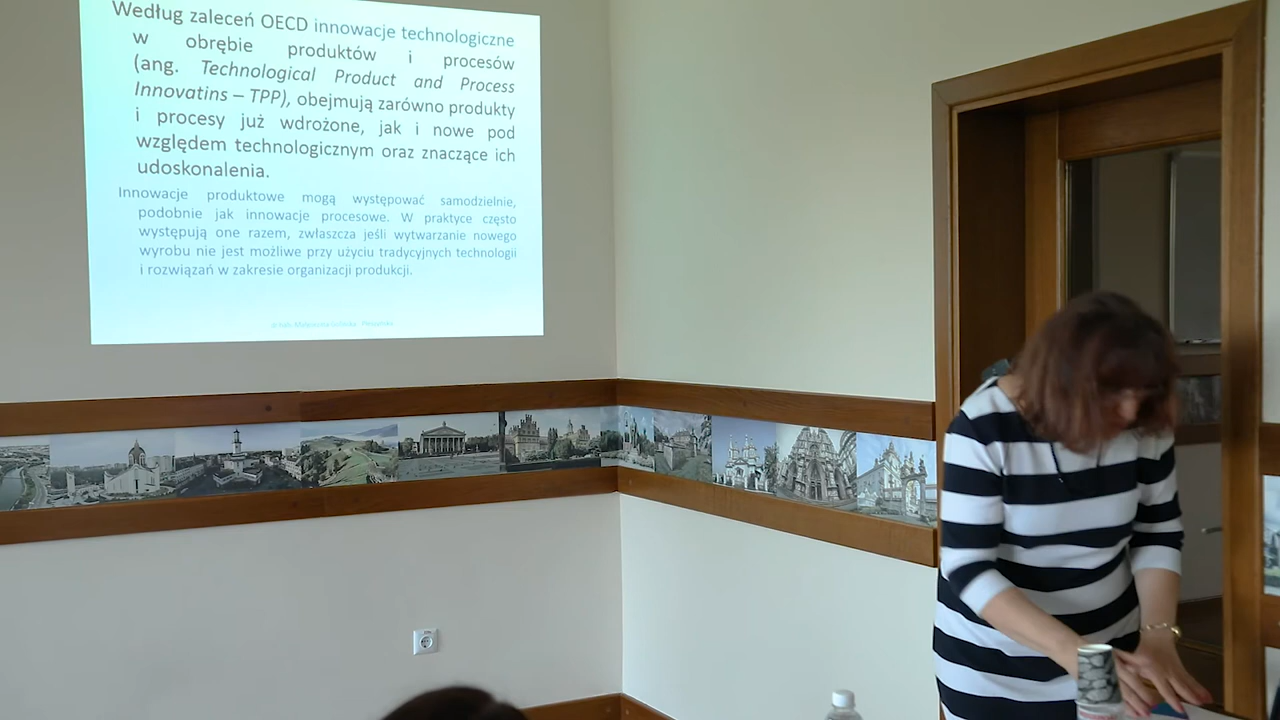 Według zaleceń OECD innowacje technologiczne
w obrębie produktów i procesów
(ang. Technological Product and Process
Innovatins – TPP), obejmują zarówno produkty
i procesy już wdrożone, jak i nowe pod
względem technologicznym oraz znaczące ich
udoskonalenia.
Innowacje produktowe mogą występować samodzielnie,
podobnie jak innowacje procesowe. W praktyce często
występują one razem, zwłaszcza jeśli wytwarzanie nowego
wyrobu nie jest możliwe przy użyciu tradycyjnych technologii
i rozwiązań w zakresie organizacji produkcji.